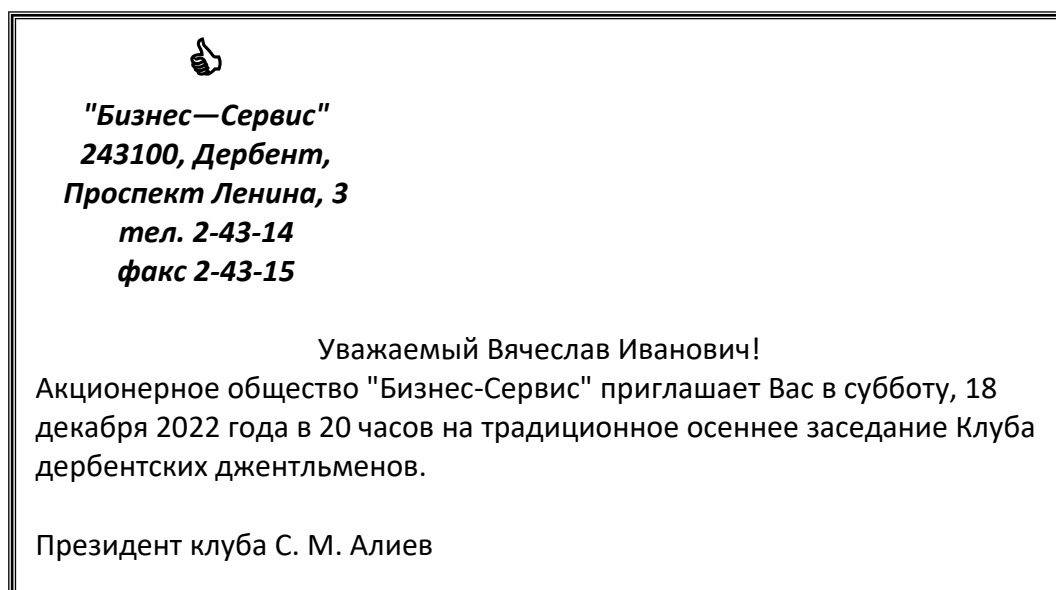 "Бизнес—Сервис"
243100, Дербент,
Проспект Ленина, 3
тел. 2-43-14
факс 2-43-15
Уважаемый Вячеслав Иванович!
Акционерное общество "Бизнес-Сервис" приглашает Вас в субботу, 18
декабря 2022 года в 20 часов на традиционное осеннее заседание Клуба
дербентских джентльменов.
Президент клуба С. М. Алиев